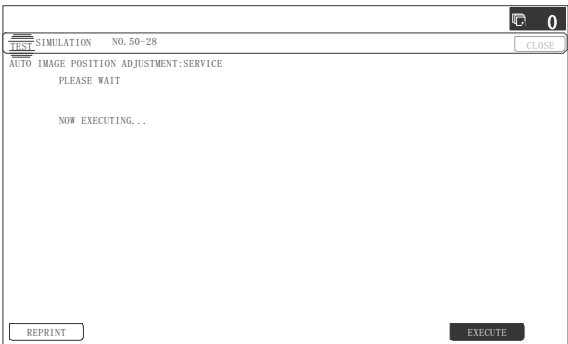 0
TEST SIMULATION NO. 50-28 CLOSE
AUTO IMAGE POSITION ADJUSTMENT:SERVICE
PLEASE WAIT
NOW EXECUTING...
REPRINT EXECUTE